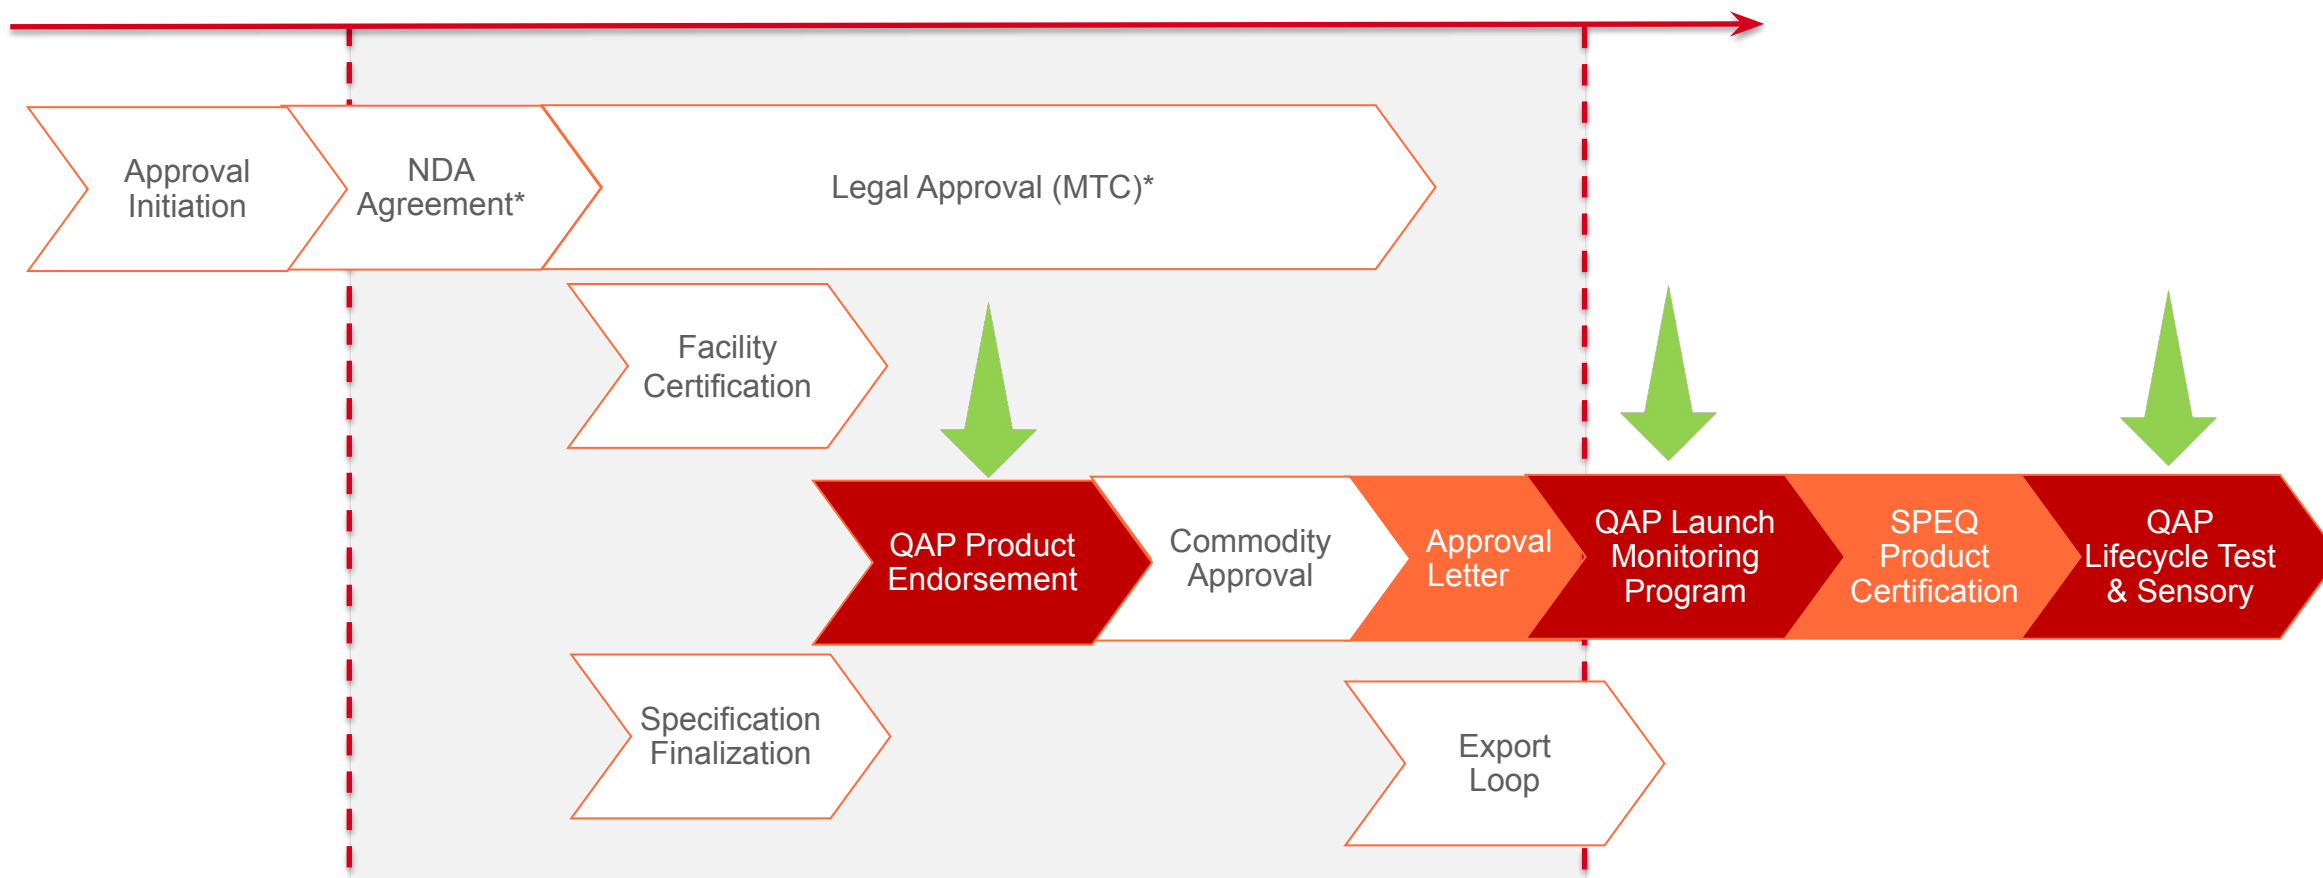 Approval
Initiation
NDA
Agreement*
Legal Approval (MTC)*
Facility
Certification
QAP Product
Endorsement
Commodity
Approval
Approval
Letter
QAP Launch
Monitoring
Program
SPEQ
Product
Certification
QAP
Lifecycle Test
& Sensory
Specification
Finalization
Export
Loop